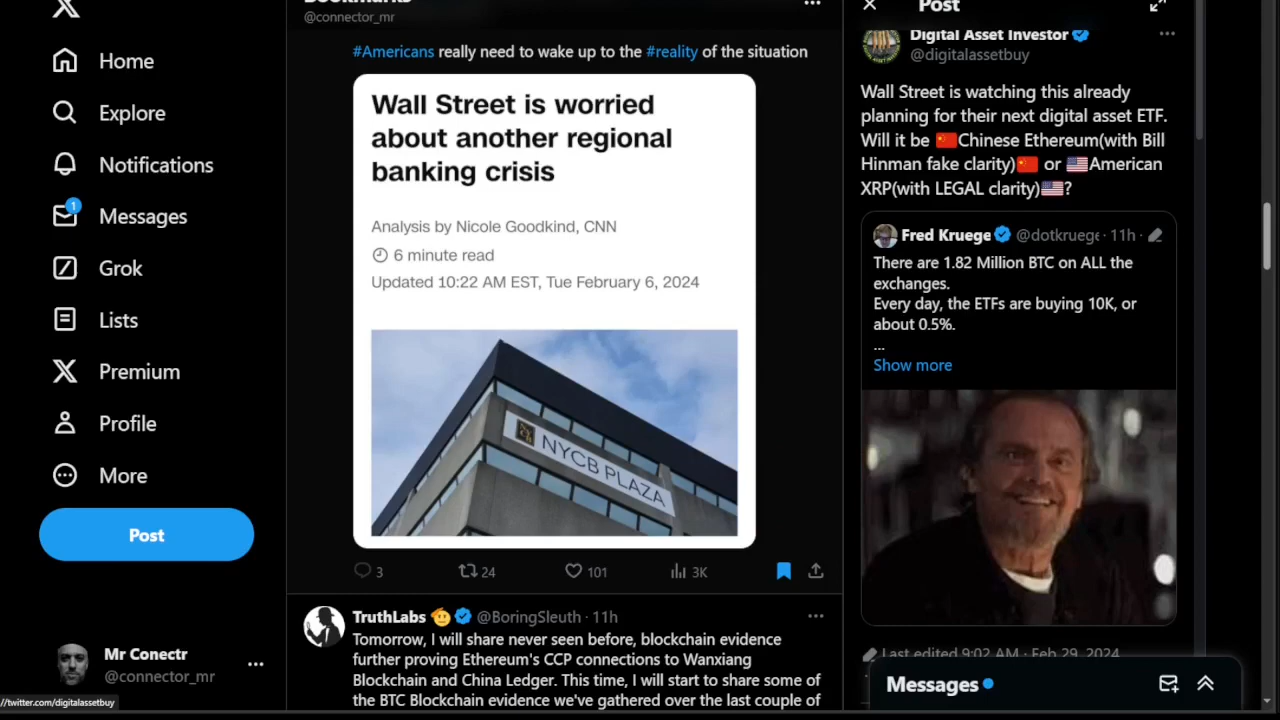 Home
Explore
Notifications
1
Messages
Grok
Lists
Premium
Profile
More
Post
Mr Conectr
@connector_mr
//twitter.com/digitalassetbuy
Bookmarks
@connector_mr
#Americans really need to wake up to the #reality of the situation
Wall Street is worried
about another regional
banking crisis
Analysis by Nicole Goodkind, CNN
6 minute read
Updated 10:22 AM EST, Tue February 6, 2024
NYCB PLAZA
3
24
101
3K
TruthLabs @BoringSleuth · 11h
Tomorrow, I will share never seen before, blockchain evidence
further proving Ethereum's CCP connections to Wanxiang
Blockchain and China Ledger. This time, I will start to share some of
the BTC Blockchain evidence we've gathered over the last couple of
Post
Digital Asset Investor
@digitalassetbuy
Wall Street is watching this already
planning for their next digital asset ETF.
Will it be 🇨🇳Chinese Ethereum(with Bill
Hinman fake clarity)🇨🇳 or 🇺🇸American
XRP(with LEGAL clarity)🇺🇸?
Fred Kruege @dotkruege · 11h ·
There are 1.82 Million BTC on ALL the
exchanges.
Every day, the ETFs are buying 10K, or
about 0.5%.
...
Show more
Last edited 9:02 AM · Feb 29, 2024
Messages